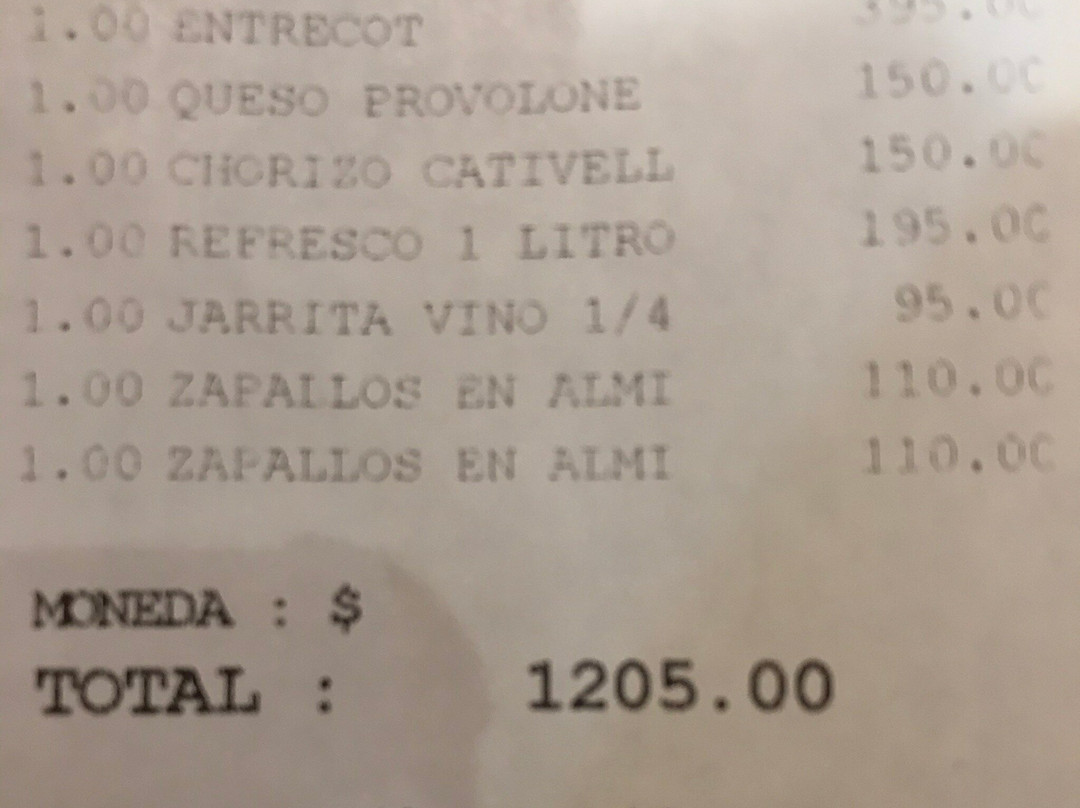 1.00 ENTRECOT 395.00
1.00 QUESO PROVOLONE 150.00
1.00 CHORIZO CATIVELL 150.00
1.00 REFRESCO 1 LITRO 195.00
1.00 JARRITA VINO 1/4 95.00
1.00 ZAPALLOS EN ALMI 110.00
1.00 ZAPALLOS EN ALMI 110.00
MONEDA : $
TOTAL : 1205.00